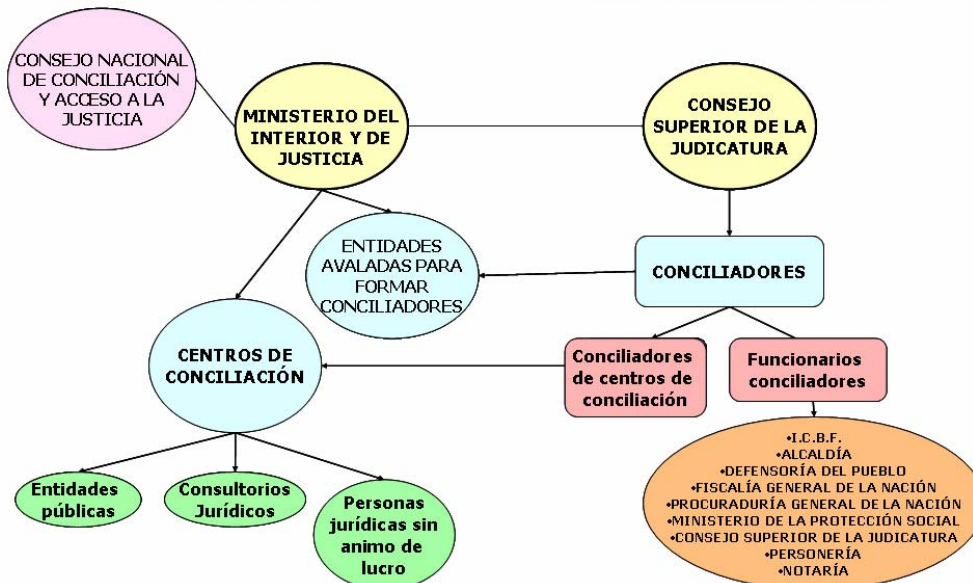 CONSEJO NACIONAL
DE CONCILIACIÓN
Y ACCESO A LA
JUSTICIA
MINISTERIO DEL
INTERIOR Y DE
JUSTICIA
CONSEJO
SUPERIOR DE LA
JUDICATURA
ENTIDADES
AVALADAS PARA
FORMAR
CONCILIADORES
CONCILIADORES
CENTROS DE
CONCILIACIÓN
Conciliadores
de centros de
conciliación
Funcionarios
conciliadores
Entidades
públicas
Consultorios
Jurídicos
Personas
jurídicas sin
animo de
lucro
•I.C.B.F.
•ALCALDÍA
•DEFENSORÍA DEL PUEBLO
•FISCALÍA GENERAL DE LA NACIÓN
•PROCURADURÍA GENERAL DE LA NACIÓN
•MINISTERIO DE LA PROTECCIÓN SOCIAL
•CONSEJO SUPERIOR DE LA JUDICATURA
•PERSONERÍA
•NOTARÍA